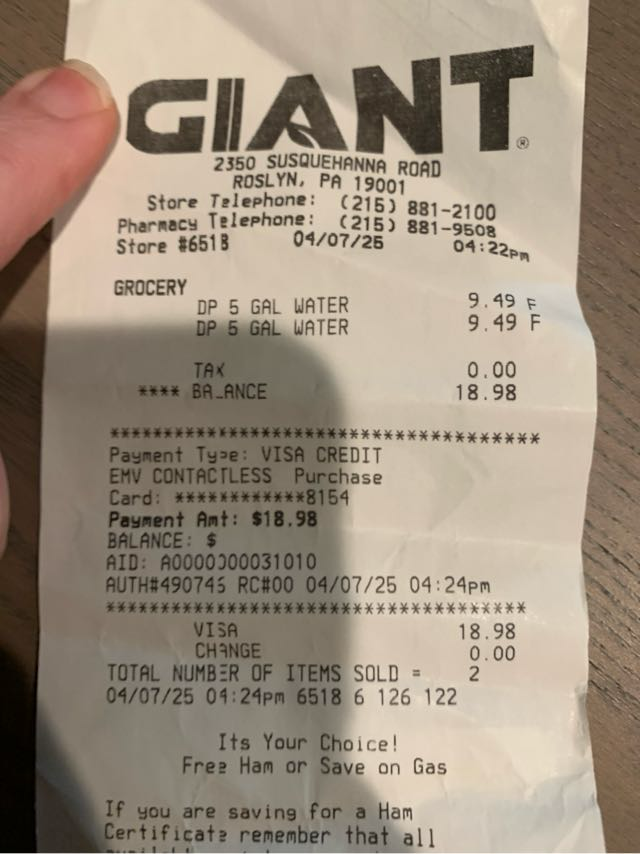 GIANT®
2350 SUSQUEHANNA ROAD
ROSLYN, PA 19001
Store Telephone: (215) 881-2100
Pharmacy Telephone: (215) 881-9508
Store #6518 04/07/25 04:22pm
GROCERY
DP 5 GAL WATER 9.49 F
DP 5 GAL WATER 9.49 F
TAX 0.00
**** BALANCE 18.98
****************************************
Payment Type: VISA CREDIT
EMV CONTACTLESS Purchase
Card: ************8154
Payment Amt: $18.98
BALANCE: $
AID: A0000000031010
AUTH#490746 RC#00 04/07/25 04:24pm
****************************************
VISA 18.98
CHANGE 0.00
TOTAL NUMBER OF ITEMS SOLD = 2
04/07/25 04:24pm 6518 6 126 122
Its Your Choice!
Free Ham or Save on Gas
If you are saving for a Ham
Certificate remember that all